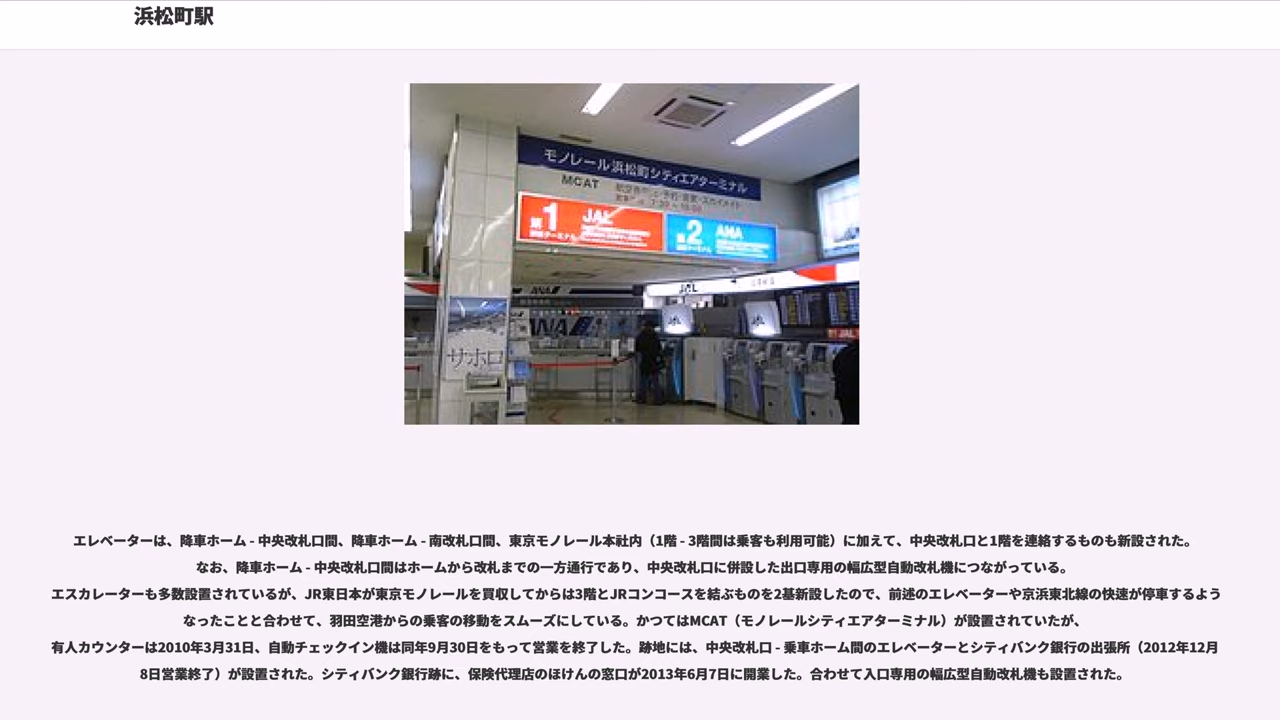 浜松町駅
モノレール浜松町シティエアターミナル
MCAT
第1 JAL
第2 ANA
ANA
JAL
ANA
JAL
サホロ
エレベーターは、降車ホーム - 中央改札口間、降車ホーム - 南改札口間、東京モノレール本社内（1階 - 3階間は乗客も利用可能）に加えて、中央改札口と1階を連絡するものも新設された。
なお、降車ホーム - 中央改札口間はホームから改札までの一方通行であり、中央改札口に併設した出口専用の幅広型自動改札機につながっている。
エスカレーターも多数設置されているが、JR東日本が東京モノレールを買収してからは3階とJRコンコースを結ぶものを2基新設したので、前述のエレベーターや京浜東北線の快速が停車するよう
なったことと合わせて、羽田空港からの乗客の移動をスムーズにしている。かつてはMCAT（モノレールシティエアターミナル）が設置されていたが、
有人カウンターは2010年3月31日、自動チェックイン機は同年9月30日をもって営業を終了した。跡地には、中央改札口 - 乗車ホーム間のエレベーターとシティバンク銀行の出張所（2012年12月
8日営業終了）が設置された。シティバンク銀行跡に、保険代理店のほけんの窓口が2013年6月7日に開業した。合わせて入口専用の幅広型自動改札機も設置された。